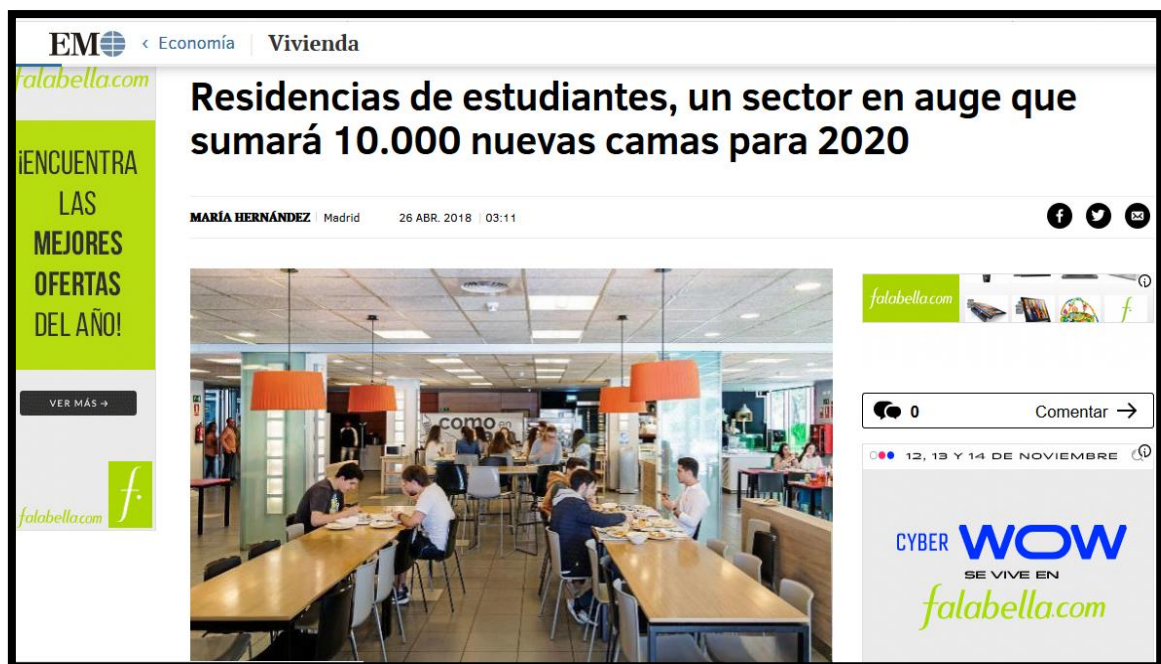 EM
‹ Economía
Vivienda
falabella.com
¡ENCUENTRA
LAS
MEJORES
OFERTAS
DEL AÑO!
VER MÁS →
f.
falabella.com
Residencias de estudiantes, un sector en auge que
sumará 10.000 nuevas camas para 2020
MARÍA HERNÁNDEZ | Madrid 26 ABR. 2018 | 03:11
como en
falabella.com
f.
0 Comentar →
12, 13 Y 14 DE NOVIEMBRE
CYBER WOW
SE VIVE EN
falabella.com